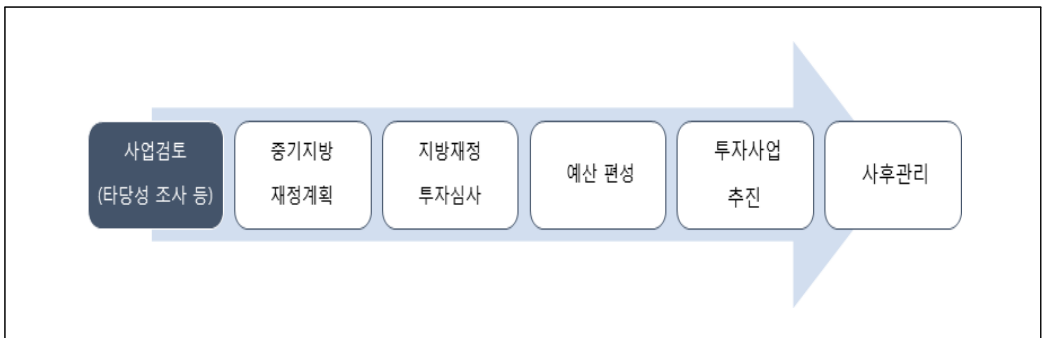 사업검토
(타당성 조사 등)
중기지방
재정계획
지방재정
투자심사
예산 편성
투자사업
추진
사후관리